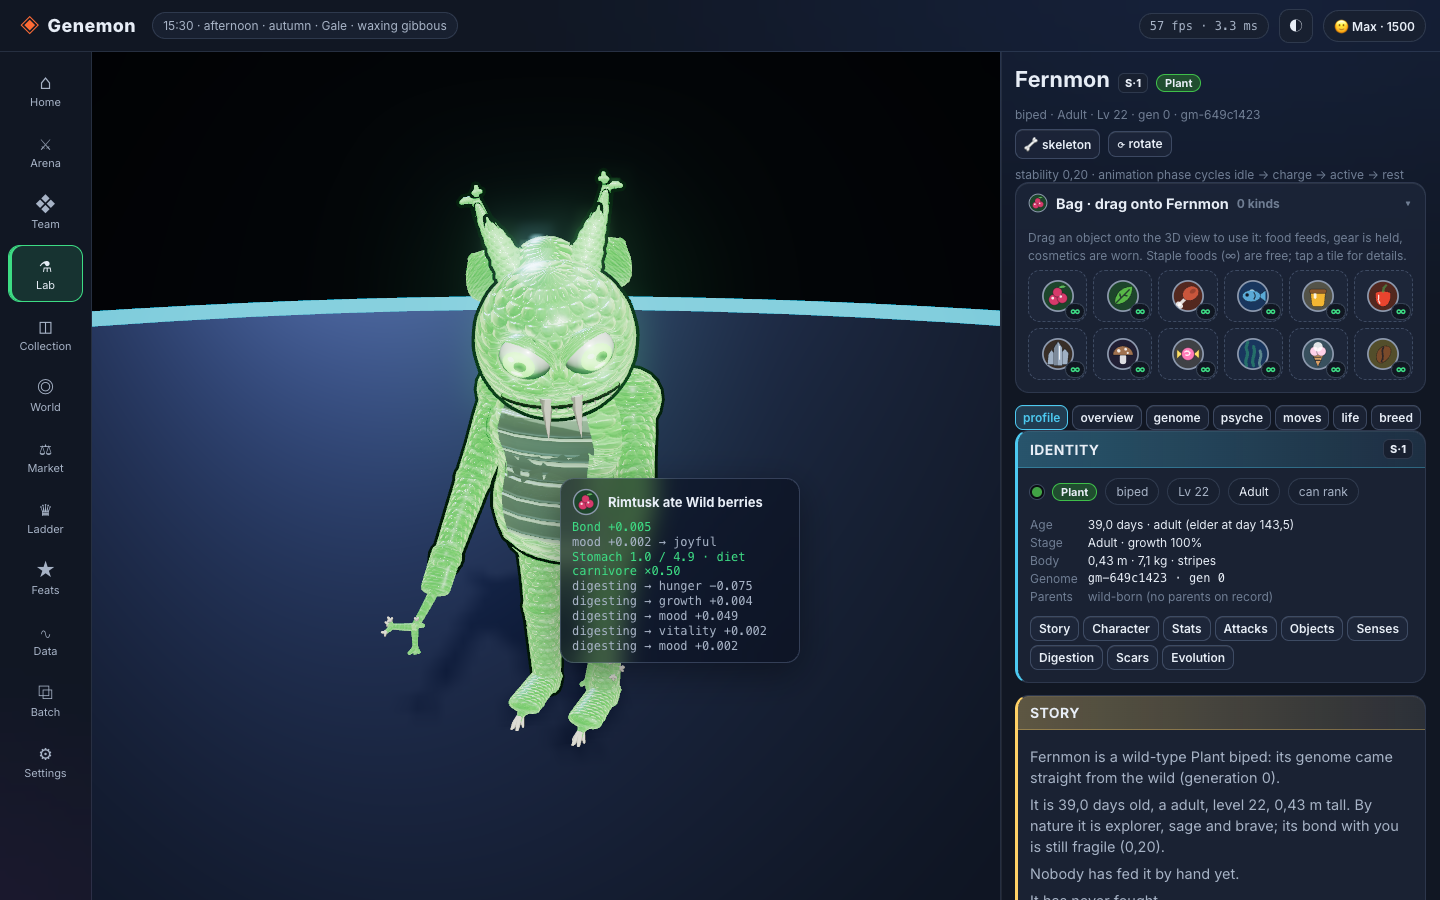 Genemon
15:30 · afternoon · autumn · Gale · waxing gibbous
57 fps · 3.3 ms
Max · 1500
Home
Arena
Team
Lab
Collection
World
Market
Ladder
Feats
Data
Batch
Settings
Rimtusk ate Wild berries
Bond +0.005
mood +0.002 → joyful
Stomach 1.0 / 4.9 · diet
carnivore ×0.50
digesting → hunger −0.075
digesting → growth +0.004
digesting → mood +0.049
digesting → vitality +0.002
digesting → mood +0.002
Fernmon S·1 Plant
biped · Adult · Lv 22 · gen 0 · gm-649c1423
skeleton
⟳ rotate
stability 0,20 · animation phase cycles idle → charge → active → rest
Bag · drag onto Fernmon 0 kinds ▾
Drag an object onto the 3D view to use it: food feeds, gear is held,
cosmetics are worn. Staple foods (∞) are free; tap a tile for details.
∞ ∞ ∞ ∞ ∞ ∞
∞ ∞ ∞ ∞ ∞ ∞
profile overview genome psyche moves life breed
IDENTITY S·1
Plant biped Lv 22 Adult can rank
Age 39,0 days · adult (elder at day 143,5)
Stage Adult · growth 100%
Body 0,43 m · 7,1 kg · stripes
Genome gm-649c1423 · gen 0
Parents wild-born (no parents on record)
Story Character Stats Attacks Objects Senses
Digestion Scars Evolution
STORY
Fernmon is a wild-type Plant biped: its genome came
straight from the wild (generation 0).
It is 39,0 days old, a adult, level 22, 0,43 m tall. By
nature it is explorer, sage and brave; its bond with you
is still fragile (0,20).
Nobody has fed it by hand yet.
It has never fought